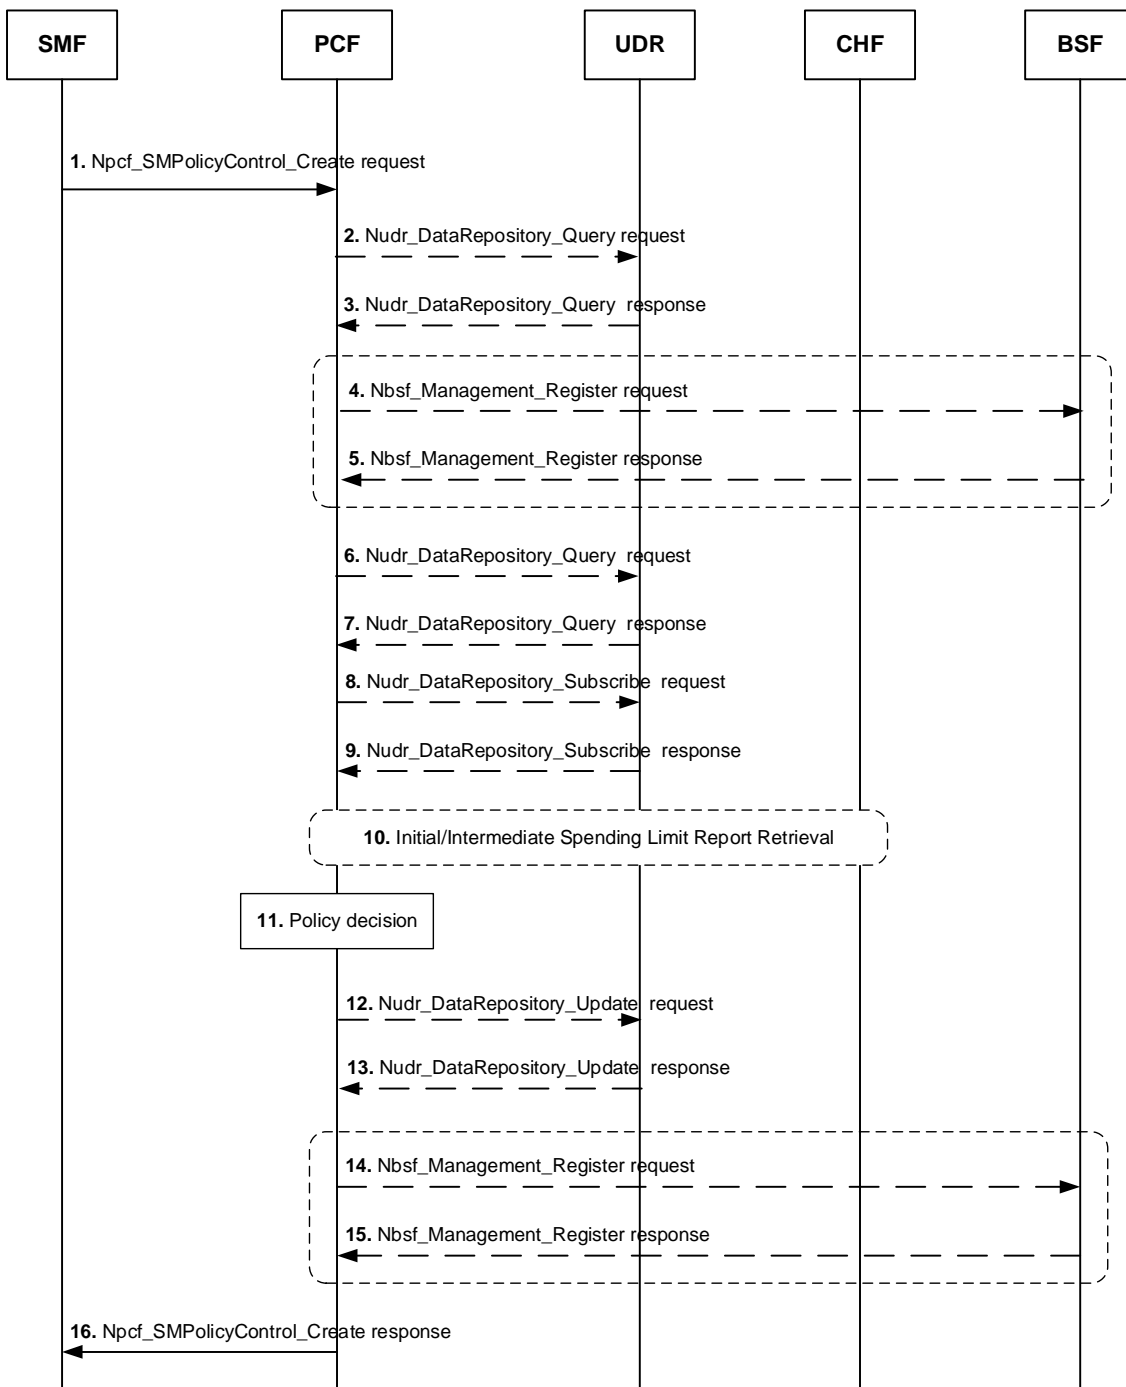 SMF PCF UDR CHF BSF
1. Npcf_SMPolicyControl_Create request
2. Nudr_DataRepository_Query request
3. Nudr_DataRepository_Query response
4. Nbsf_Management_Register request
5. Nbsf_Management_Register response
6. Nudr_DataRepository_Query request
7. Nudr_DataRepository_Query response
8. Nudr_DataRepository_Subscribe request
9. Nudr_DataRepository_Subscribe response
10. Initial/Intermediate Spending Limit Report Retrieval
11. Policy decision
12. Nudr_DataRepository_Update request
13. Nudr_DataRepository_Update response
14. Nbsf_Management_Register request
15. Nbsf_Management_Register response
16. Npcf_SMPolicyControl_Create response